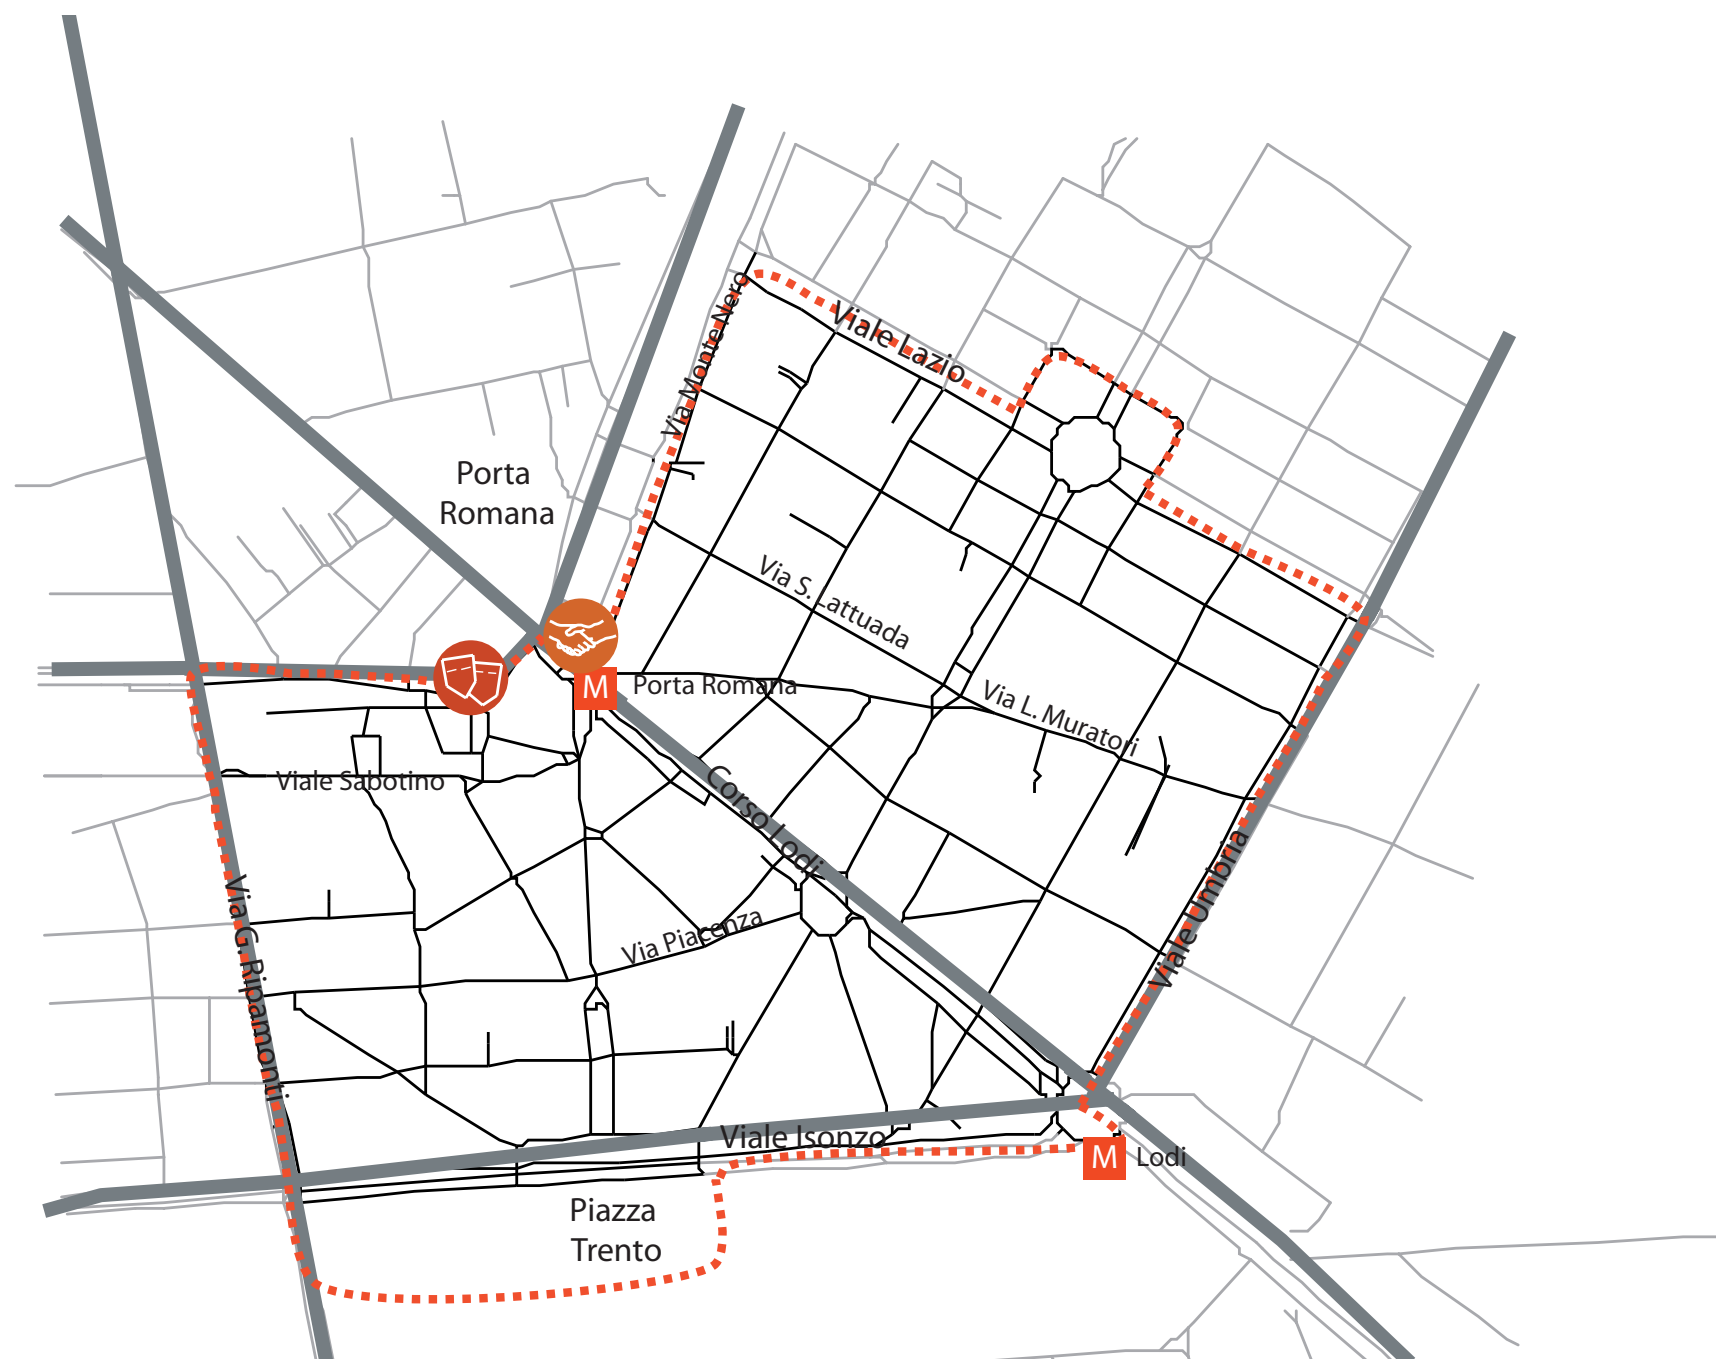 Via Monte Nero
Viale Lazio
Porta
Romana
Via S. Lattuada
M
Porta Romana
Via L. Muratori
Viale Sabotino
Corso Lodi
Viale Umbria
Via G. Ripamonti
Via Piacenza
Viale Isonzo
M
Lodi
Piazza
Trento